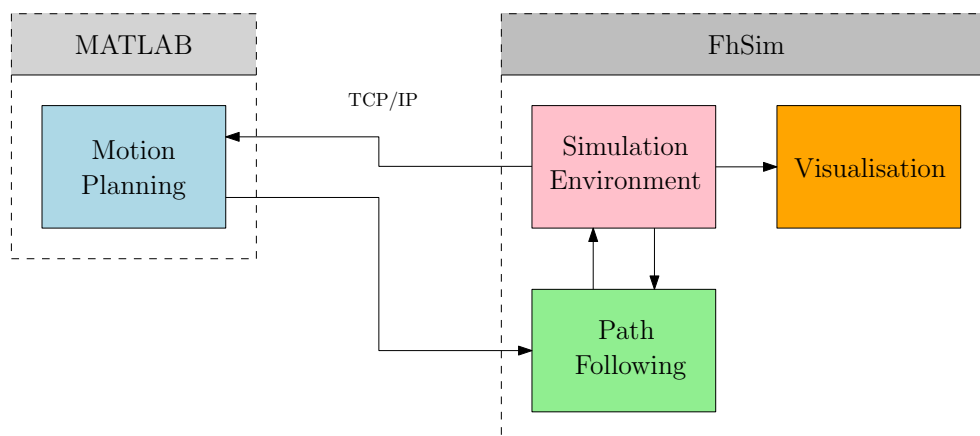 MATLAB
FhSim
TCP/IP
Motion
Planning
Simulation
Environment
Visualisation
Path
Following